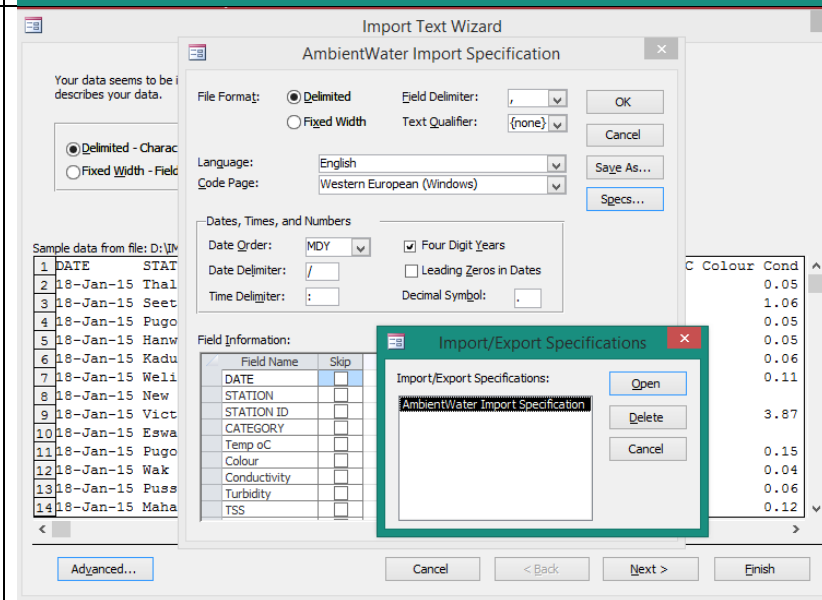 Import Text Wizard
AmbientWater Import Specification
Your data seems to be i
describes your data.
Delimited - Charac
Fixed Width - Field
File Format: Delimited Field Delimiter: ,
Fixed Width Text Qualifier: {none}
OK
Cancel
Save As...
Specs...
Language: English
Code Page: Western European (Windows)
Dates, Times, and Numbers
Date Order: MDY Four Digit Years
Date Delimiter: / Leading Zeros in Dates
Time Delimiter: : Decimal Symbol: .
Sample data from file: D:\IM
1 DATE STAT C Colour Cond
2 18-Jan-15 Thal 0.05
3 18-Jan-15 Seet 1.06
4 18-Jan-15 Pugo 0.05
5 18-Jan-15 Hanw 0.05
6 18-Jan-15 Kadu 0.06
7 18-Jan-15 Weli 0.11
8 18-Jan-15 New
9 18-Jan-15 Vict 3.87
10 18-Jan-15 Eswa
11 18-Jan-15 Pugo 0.15
12 18-Jan-15 Wak 0.04
13 18-Jan-15 Puss 0.06
14 18-Jan-15 Maha 0.12
Field Information:
Field Name Skip
DATE
STATION
STATION ID
CATEGORY
Temp oC
Colour
Conductivity
Turbidity
TSS
Import/Export Specifications
Import/Export Specifications:
AmbientWater Import Specification
Open
Delete
Cancel
Advanced...
Cancel
< Back
Next >
Finish